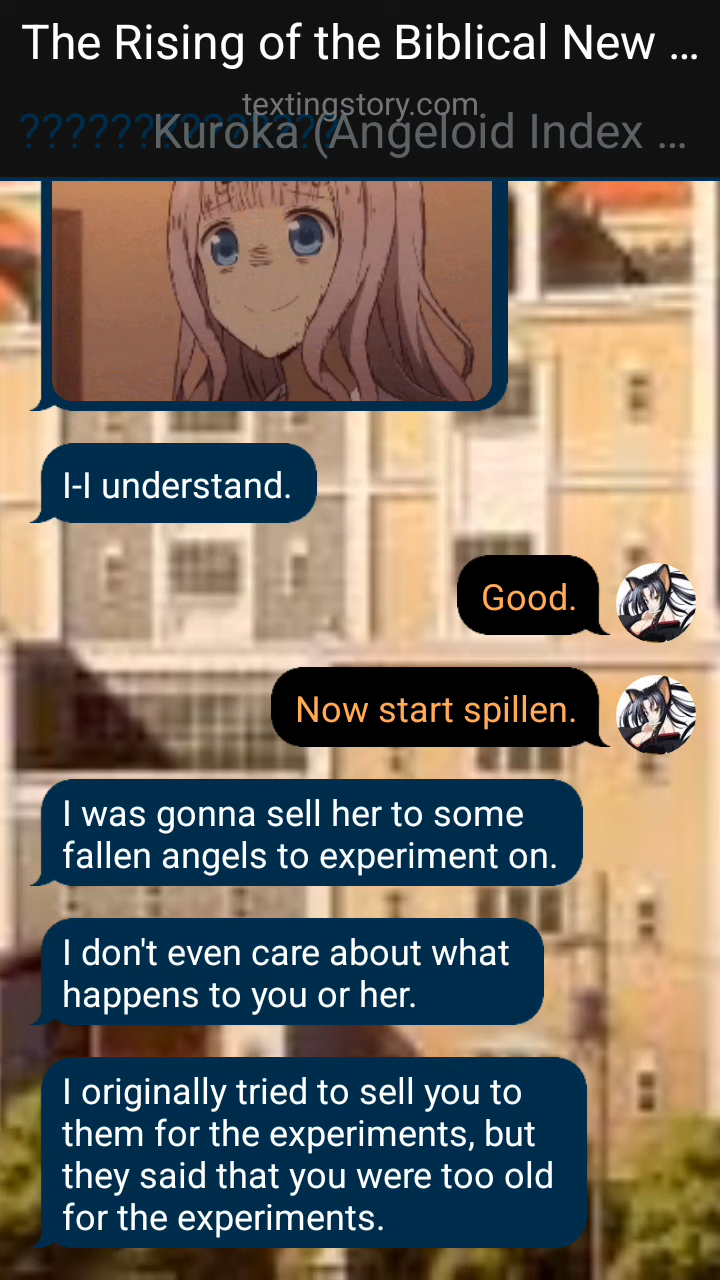 The Rising of the Biblical New ...
textingstory.com
??????????????
Kuroka (Angeloid Index ...
I-I understand.
Good.
Now start spillen.
I was gonna sell her to some
fallen angels to experiment on.
I don't even care about what
happens to you or her.
I originally tried to sell you to
them for the experiments, but
they said that you were too old
for the experiments.